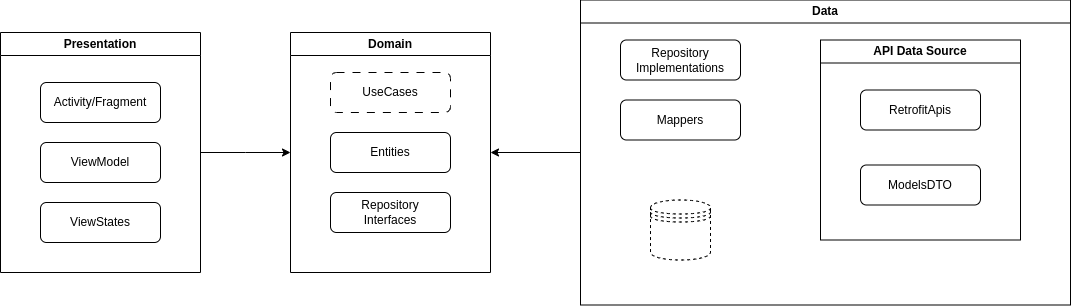 Presentation
Activity/Fragment
ViewModel
ViewStates
Domain
UseCases
Entities
Repository
Interfaces
Data
Repository
Implementations
Mappers
API Data Source
RetrofitApis
ModelsDTO